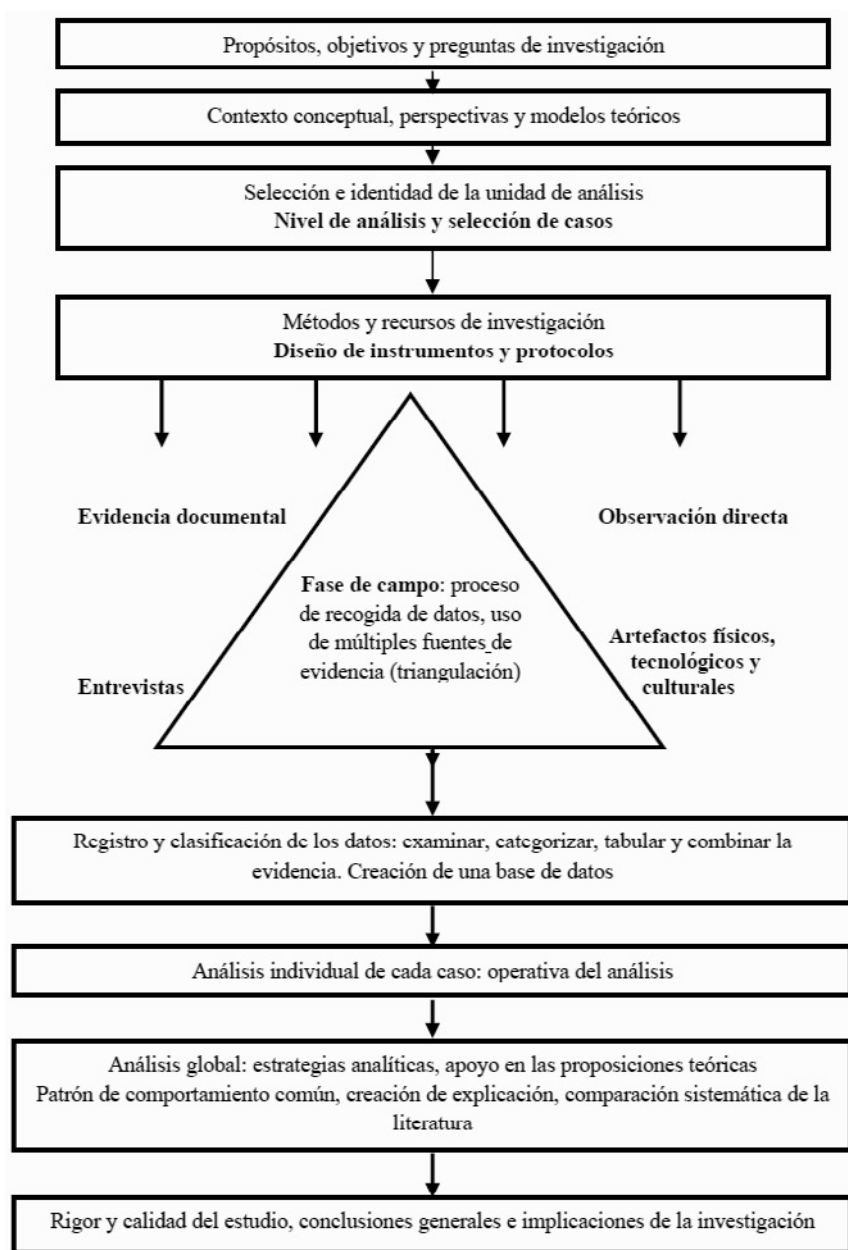 Propósitos, objetivos y preguntas de investigación
Contexto conceptual, perspectivas y modelos teóricos
Selección e identidad de la unidad de análisis
Nivel de análisis y selección de casos
Métodos y recursos de investigación
Diseño de instrumentos y protocolos
Evidencia documental
Observación directa
Fase de campo: proceso
de recogida de datos, uso
de múltiples fuentes de
evidencia (triangulación)
Entrevistas
Artefactos físicos,
tecnológicos y
culturales
Registro y clasificación de los datos: examinar, categorizar, tabular y combinar la
evidencia. Creación de una base de datos
Análisis individual de cada caso: operativa del análisis
Análisis global: estrategias analíticas, apoyo en las proposiciones teóricas
Patrón de comportamiento común, creación de explicación, comparación sistemática de la
literatura
Rigor y calidad del estudio, conclusiones generales e implicaciones de la investigación